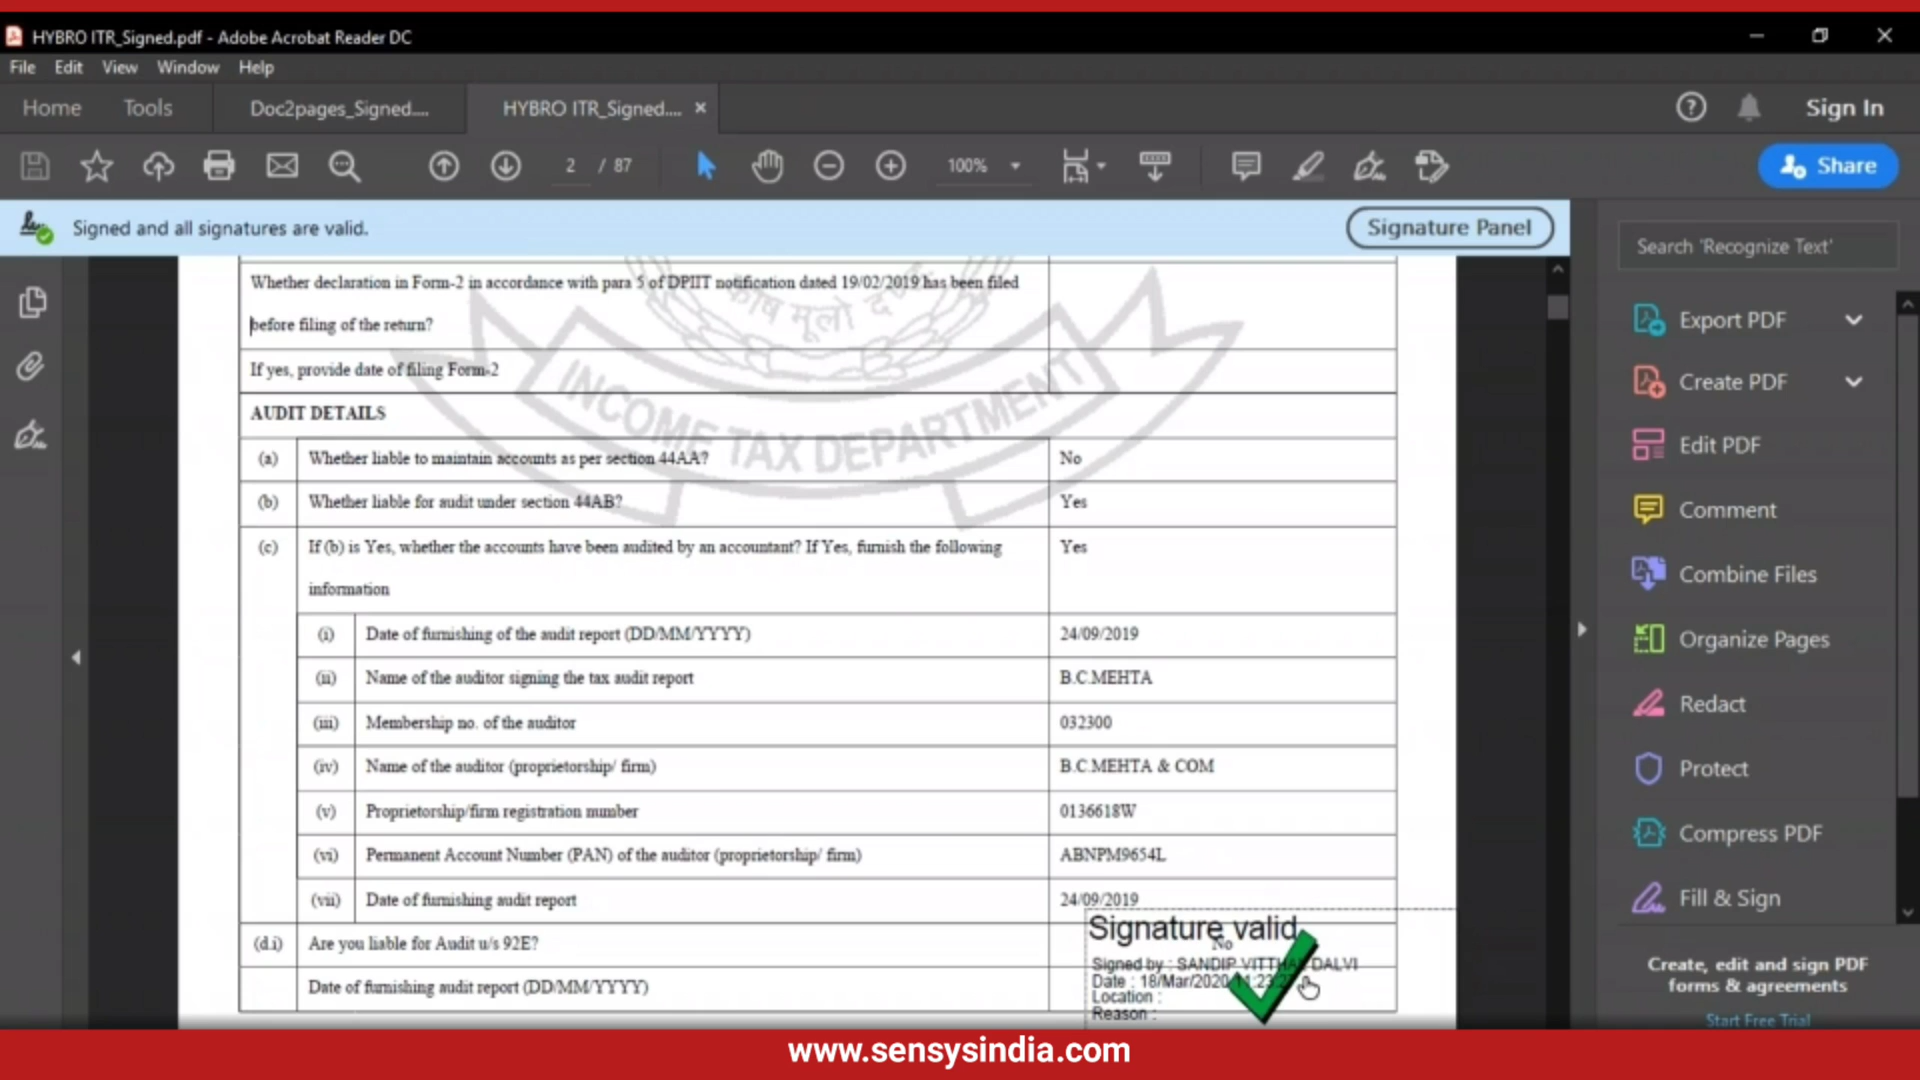 HYBRO ITR_Signed.pdf - Adobe Acrobat Reader DC
File Edit View Window Help
Home Tools Doc2pages_Signed.... HYBRO ITR_Signed.... Sign In
2 / 87 100% Share
Signed and all signatures are valid. Signature Panel
Search 'Recognize Text'
Whether declaration in Form-2 in accordance with para 5 of DPIIT notification dated 19/02/2019 has been filed
before filing of the return?
If yes, provide date of filing Form-2
INCOME TAX DEPARTMENT
AUDIT DETAILS
(a) Whether liable to maintain accounts as per section 44AA? No
(b) Whether liable for audit under section 44AB? Yes
(c) If (b) is Yes, whether the accounts have been audited by an accountant? If Yes, furnish the following Yes
information
(i) Date of furnishing of the audit report (DD/MM/YYYY) 24/09/2019
(ii) Name of the auditor signing the tax audit report B.C.MEHTA
(iii) Membership no. of the auditor 032300
(iv) Name of the auditor (proprietorship/ firm) B.C.MEHTA & COM
(v) Proprietorship/firm registration number 0136618W
(vi) Permanent Account Number (PAN) of the auditor (proprietorship/ firm) ABNPM9654L
(vii) Date of furnishing audit report 24/09/2019
(d.i) Are you liable for Audit u/s 92E? No
Date of furnishing audit report (DD/MM/YYYY)
Signature valid
Signed by : SANDIP VITTHAL DALVI
Date : 18/Mar/2020
Location :
Reason :
Export PDF
Create PDF
Edit PDF
Comment
Combine Files
Organize Pages
Redact
Protect
Compress PDF
Fill & Sign
Create, edit and sign PDF
forms & agreements
Start Free Trial
www.sensysindia.com